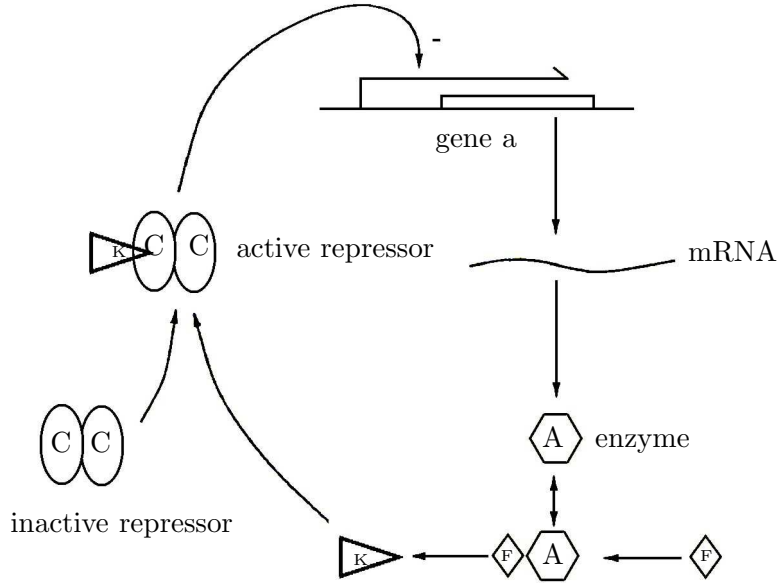 -
gene a
K C C active repressor
mRNA
C C
A enzyme
inactive repressor
K F A F